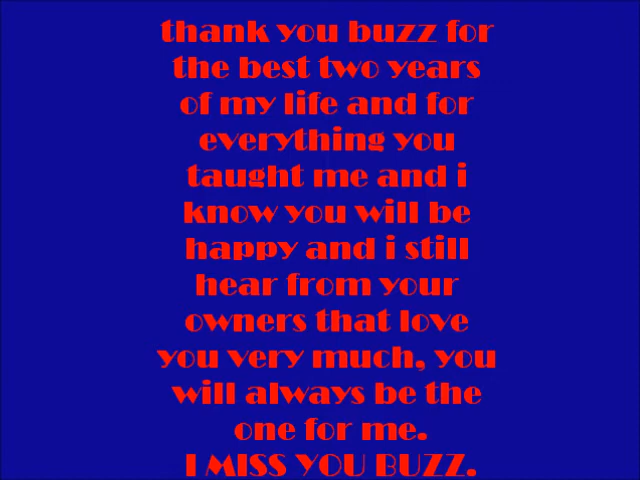 thank you buzz for
the best two years
of my life and for
everything you
taught me and i
know you will be
happy and i still
hear from your
owners that love
you very much, you
will always be the
one for me.
I MISS YOU BUZZ.